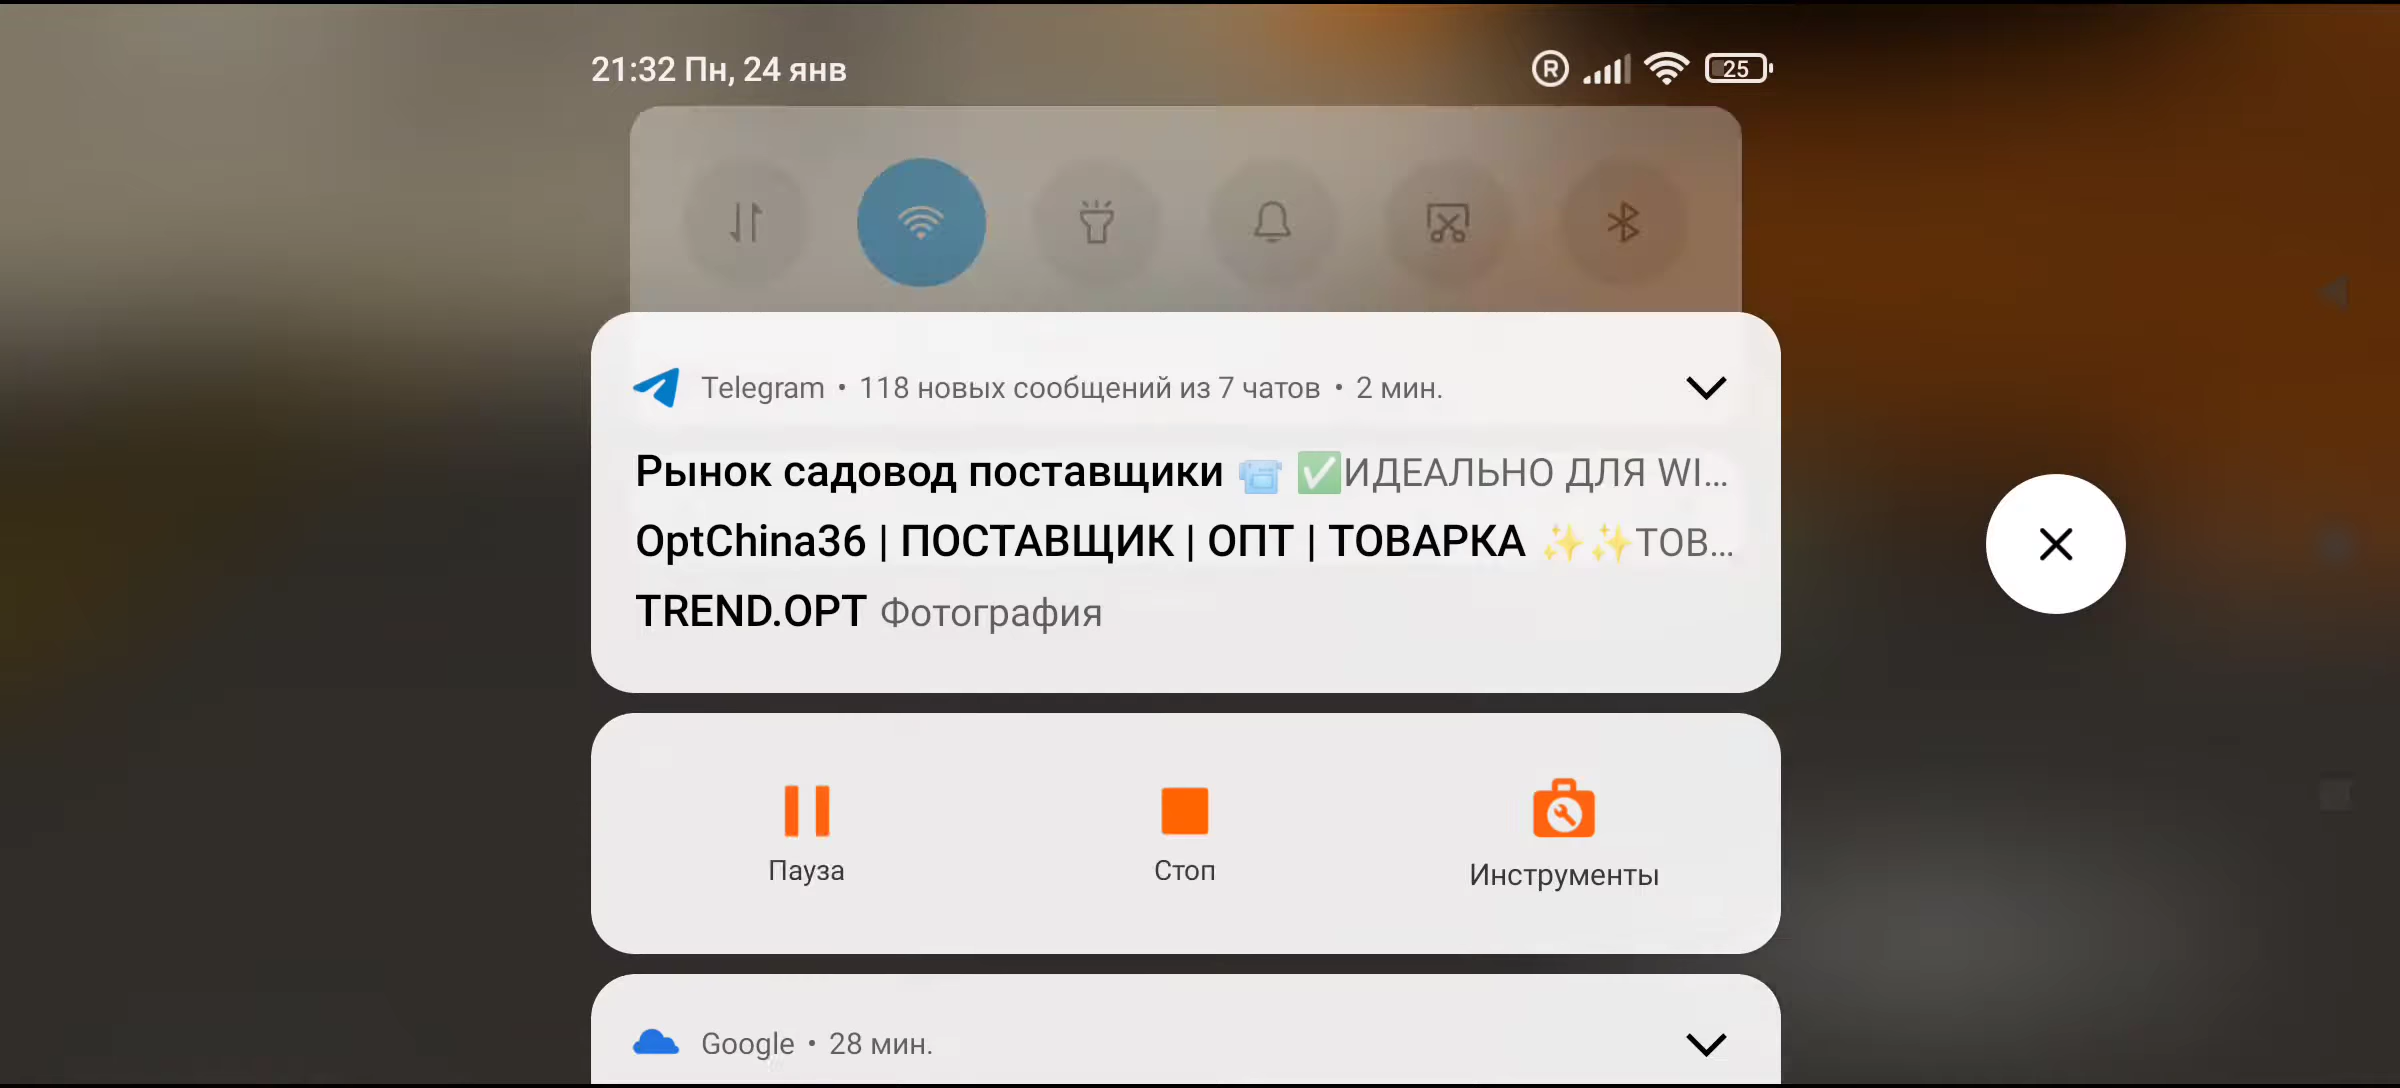 21:32 Пн, 24 янв
® 25
Telegram • 118 новых сообщений из 7 чатов • 2 мин.
Рынок садовод поставщики ✅ИДЕАЛЬНО ДЛЯ WI...
OptChina36 | ПОСТАВЩИК | ОПТ | ТОВАРКА ✨✨ТОВ...
TREND.OPT Фотография
Пауза
Стоп
Инструменты
Google • 28 мин.